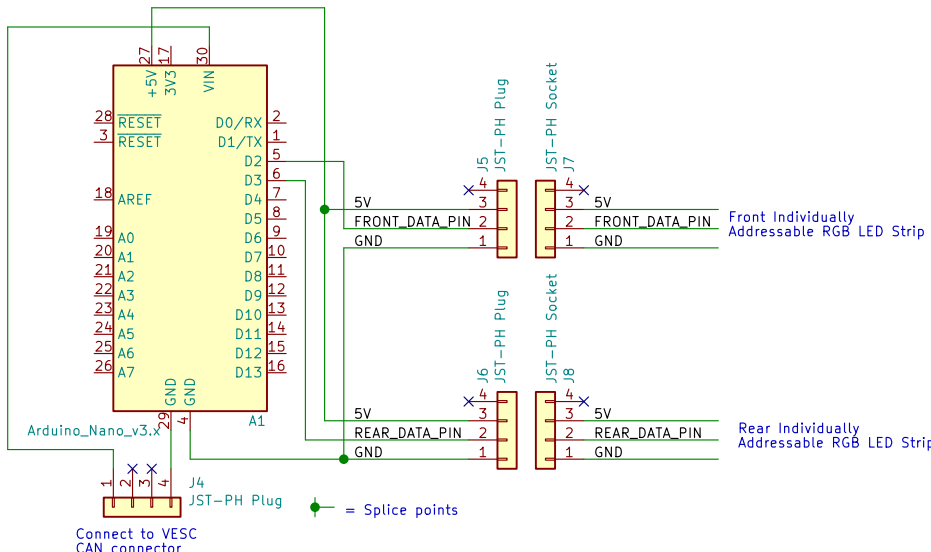 27
17
30
+5V
3V3
VIN
28
RESET
D0/RX
2
3
RESET
D1/TX
1
D2
5
D3
6
18
AREF
D4
7
D5
8
19
A0
D6
9
20
A1
D7
10
21
A2
D8
11
22
A3
D9
12
23
A4
D10
13
24
A5
D11
14
25
A6
D12
15
26
A7
D13
16
GND
GND
29
4
A1
Arduino_Nano_v3.x
J5
JST-PH Plug
4
5V
3
FRONT_DATA_PIN
2
GND
1
JST-PH Socket
J7
4
3
5V
2
FRONT_DATA_PIN
1
GND
Front Individually
Addressable RGB LED Strip
J6
JST-PH Plug
4
5V
3
REAR_DATA_PIN
2
GND
1
JST-PH Socket
J8
4
3
5V
2
REAR_DATA_PIN
1
GND
Rear Individually
Addressable RGB LED Strip
1
2
3
4
J4
JST-PH Plug
= Splice points
Connect to VESC
CAN connector